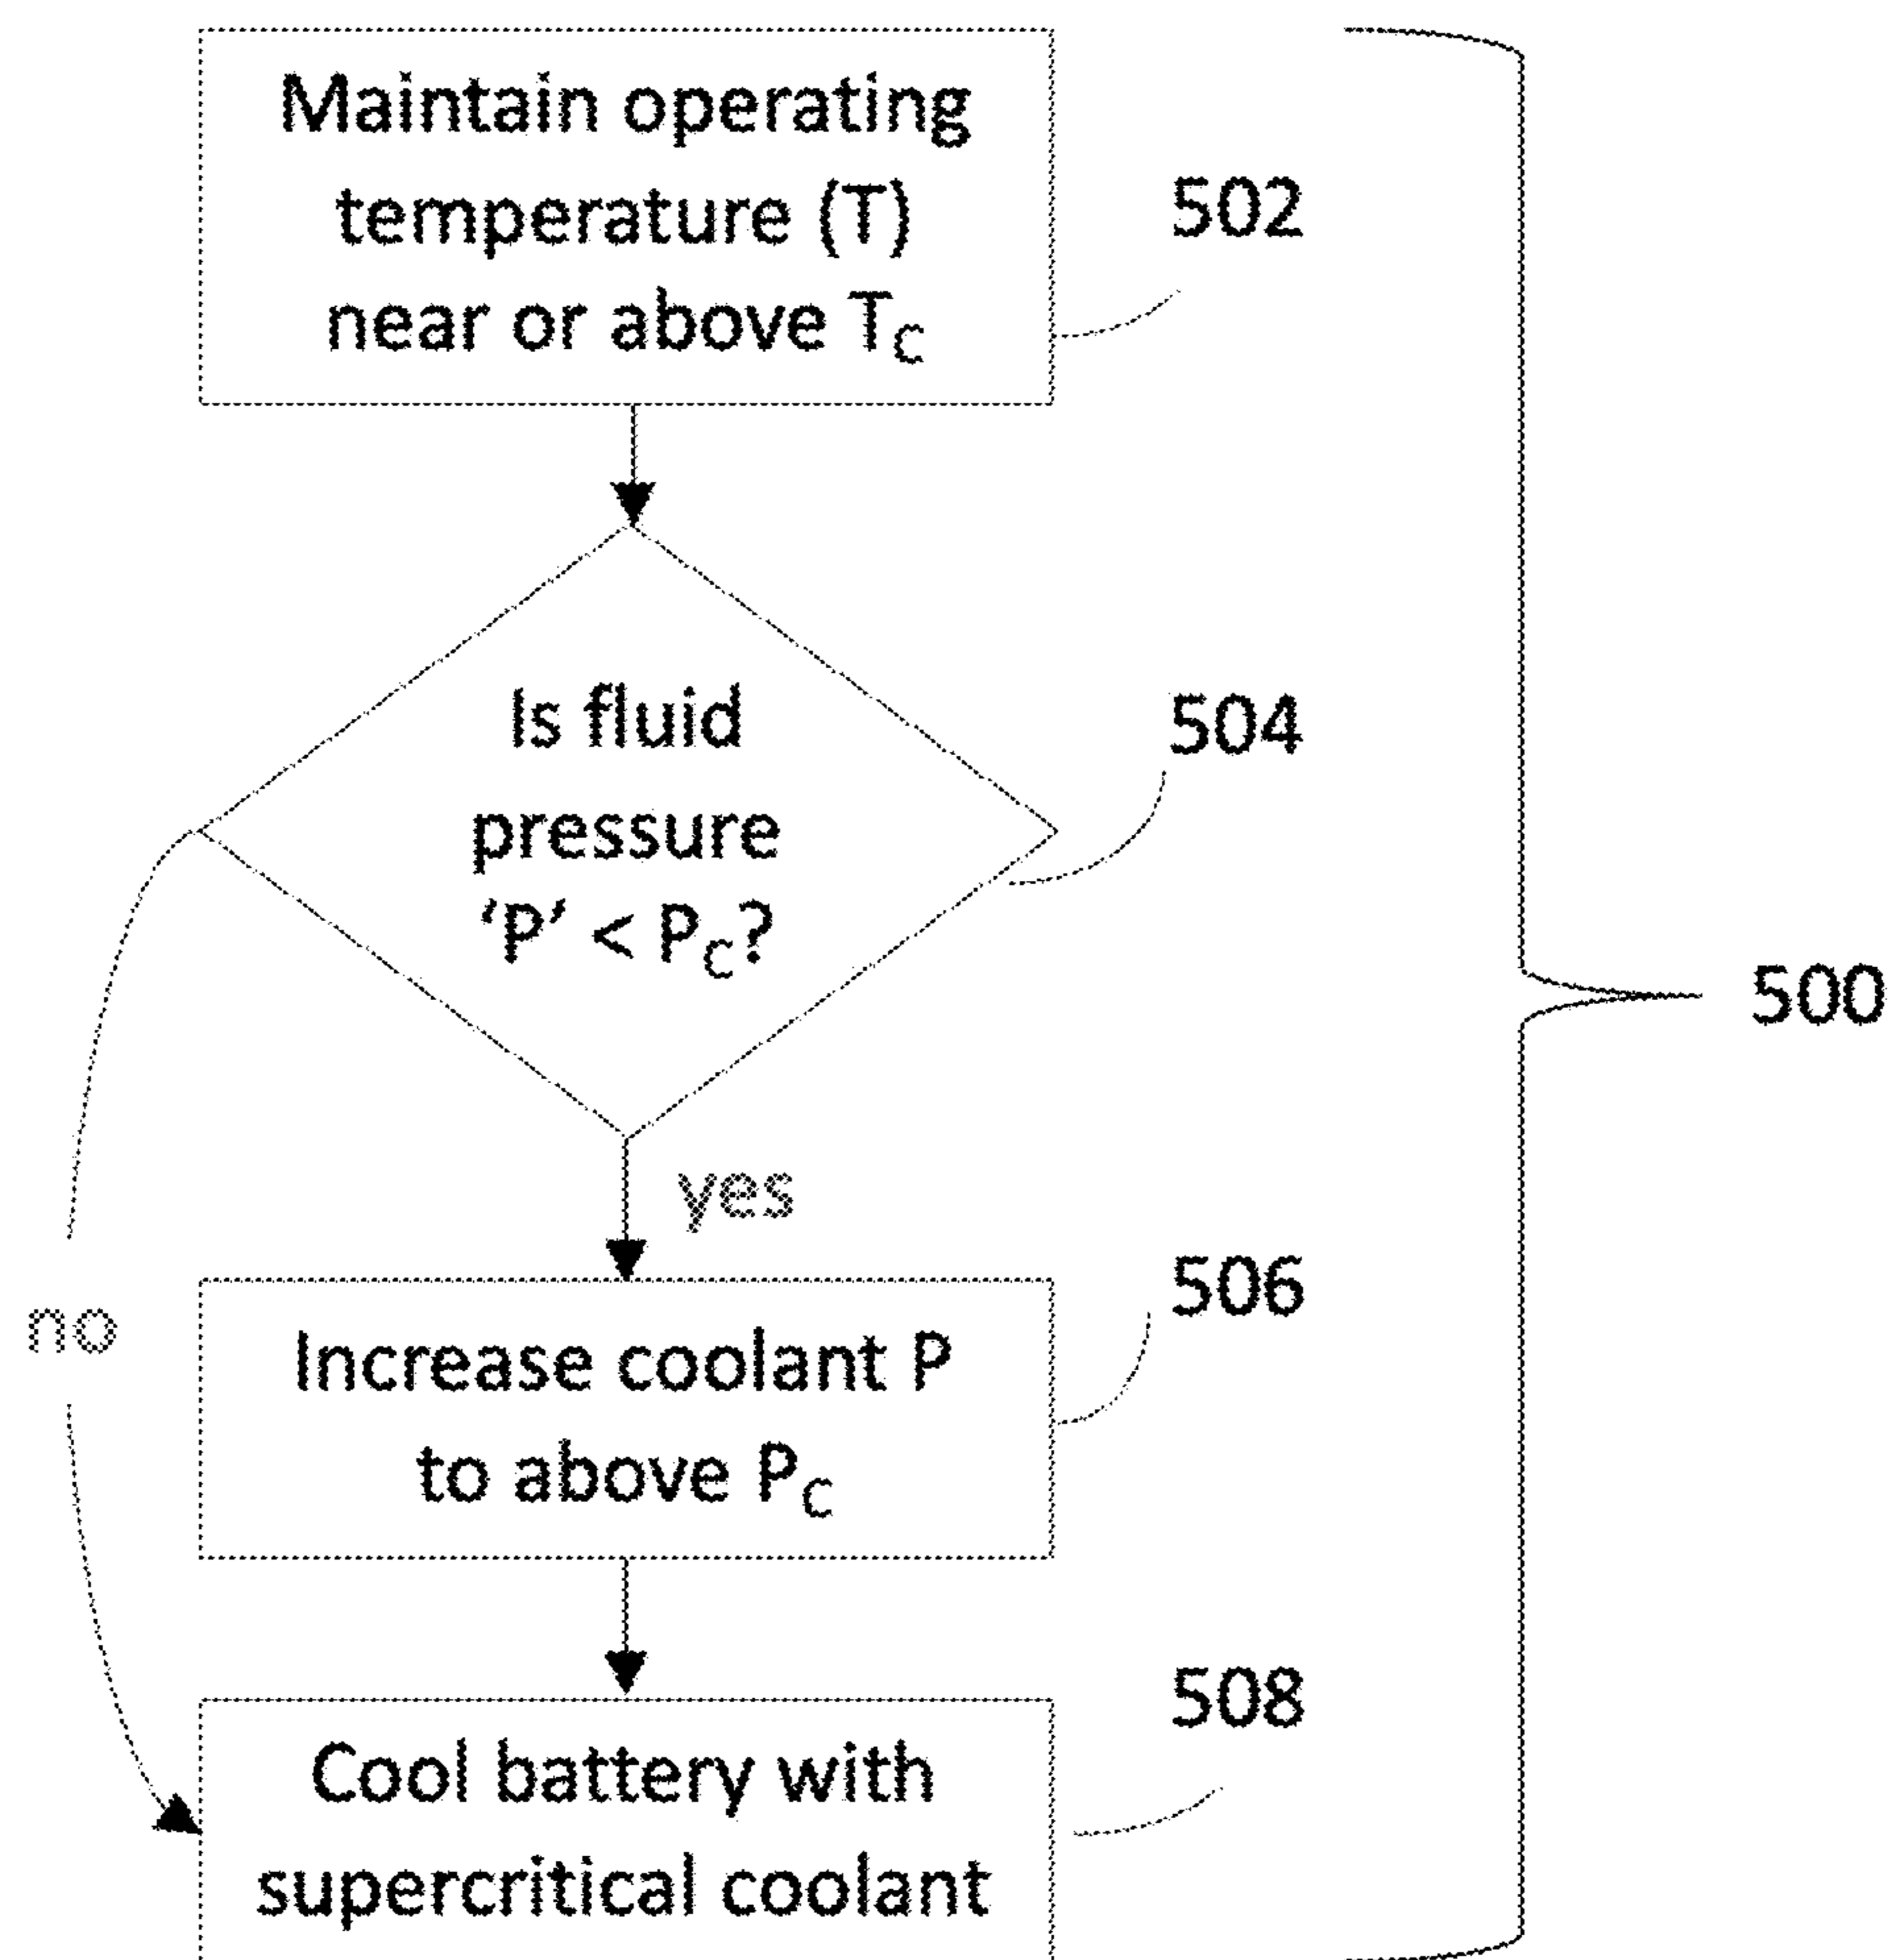 Maintain operating
temperature (T)
near or above T_C
502
Is fluid
pressure
‘P’ < P_C?
504
500
yes
no
Increase coolant P
to above P_C
506
Cool battery with
supercritical coolant
508